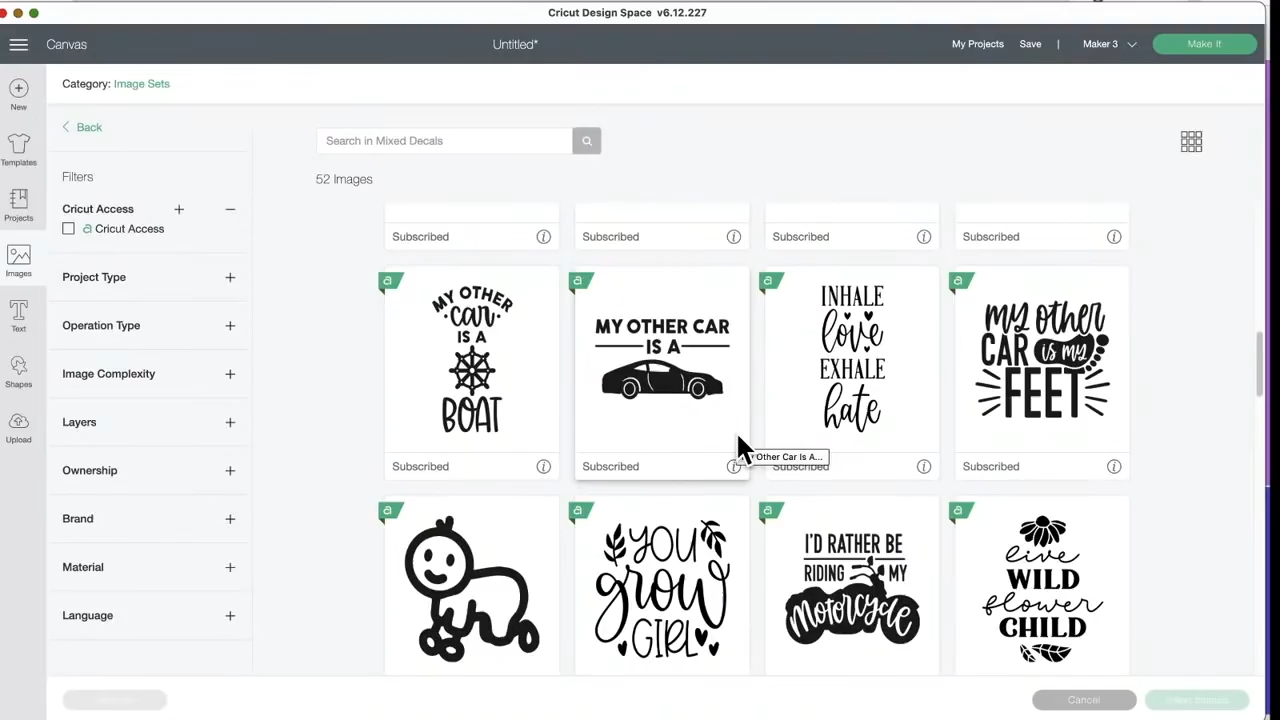 Cricut Design Space v6.12.227
Canvas
Untitled*
My Projects
Save
|
Maker 3
Make It
New
Templates
Projects
Images
Text
Shapes
Upload
Category: Image Sets
Back
Filters
Cricut Access
a Cricut Access
Project Type
Operation Type
Image Complexity
Layers
Ownership
Brand
Material
Language
Search in Mixed Decals
52 Images
Subscribed
Subscribed
Subscribed
Subscribed
a
MY OTHER
car
IS A
BOAT
Subscribed
a
MY OTHER CAR
IS A
Subscribed
Other Car Is A...
a
INHALE
love
EXHALE
hate
Subscribed
a
my other
CAR is my
FEET
Subscribed
a
a
YOU
grow
GIRL
a
I'D RATHER BE
RIDING MY
Motorcycle
a
live
WILD
flower
CHILD
Cancel